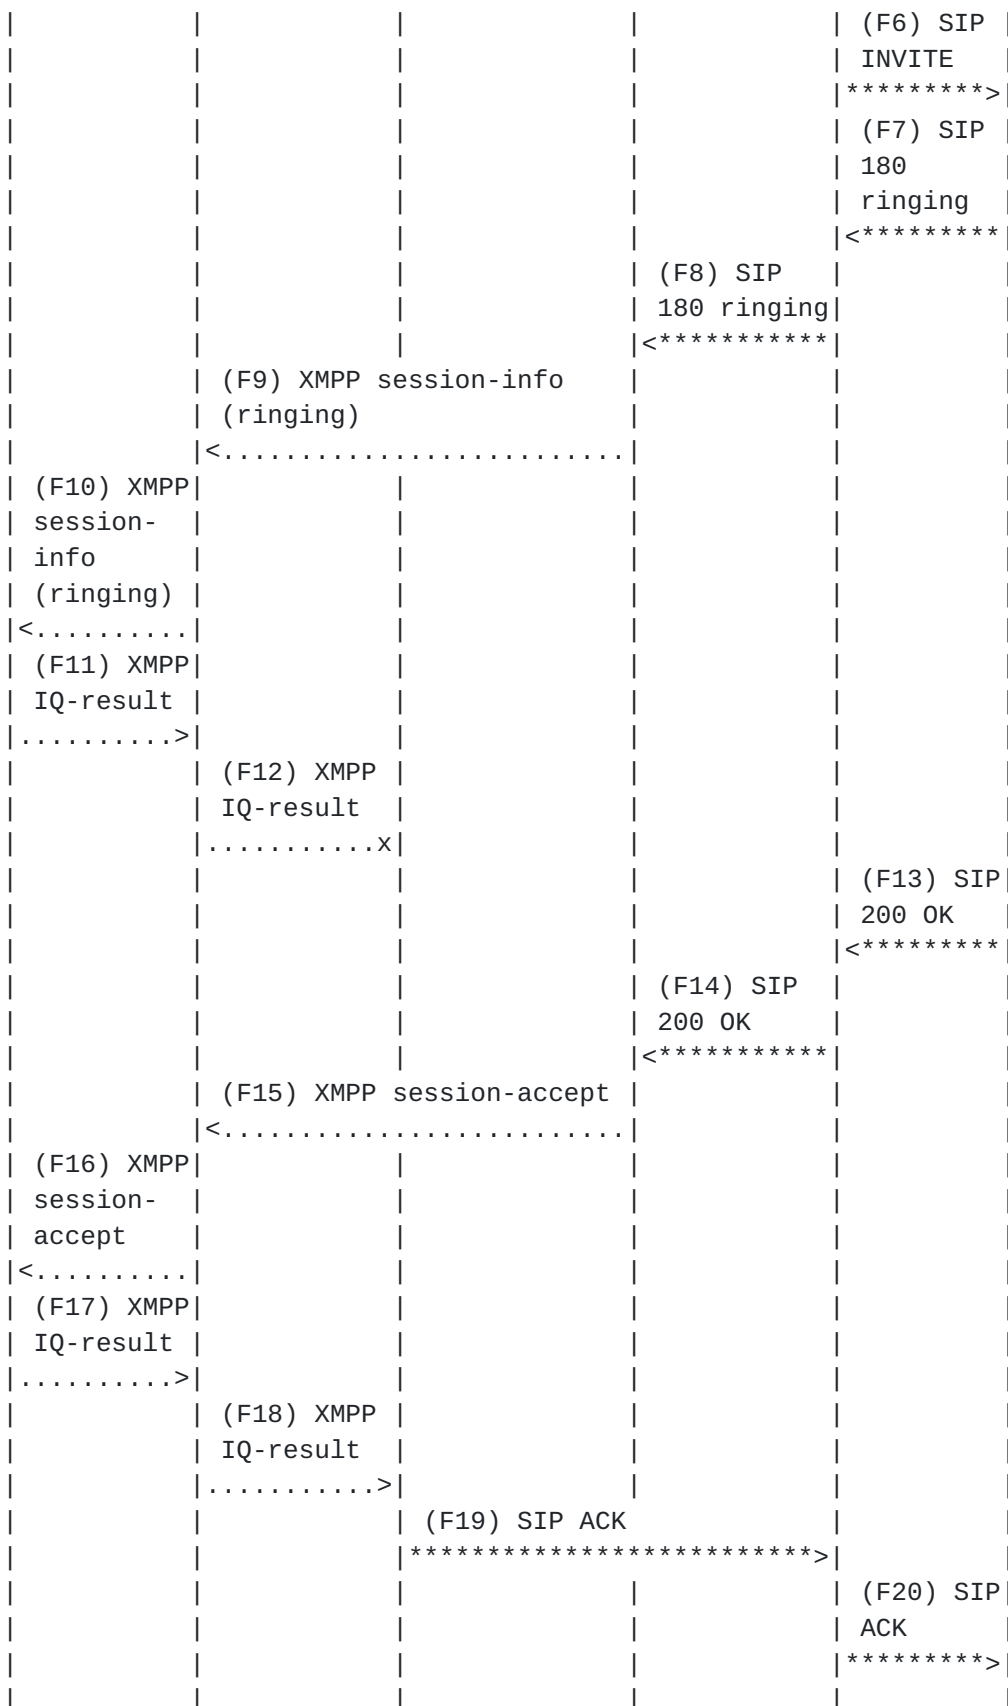 |           |            |              |            | (F6) SIP |
|           |            |              |            | INVITE   |
|           |            |              |            |*********>|
|           |            |              |            | (F7) SIP |
|           |            |              |            | 180      |
|           |            |              |            | ringing  |
|           |            |              |            |<*********|
|           |            |              | (F8) SIP   |          |
|           |            |              | 180 ringing|          |
|           |            |              |<***********|          |
|           | (F9) XMPP session-info    |            |          |
|           | (ringing)                 |            |          |
|           |<..........................|            |          |
| (F10) XMPP|            |              |            |          |
| session-  |            |              |            |          |
| info      |            |              |            |          |
| (ringing) |            |              |            |          |
|<..........|            |              |            |          |
| (F11) XMPP|            |              |            |          |
| IQ-result |            |              |            |          |
|..........>|            |              |            |          |
|           | (F12) XMPP |              |            |          |
|           | IQ-result  |              |            |          |
|           |...........x|              |            |          |
|           |            |              |            | (F13) SIP|
|           |            |              |            | 200 OK   |
|           |            |              |            |<*********|
|           |            |              | (F14) SIP  |          |
|           |            |              | 200 OK     |          |
|           |            |              |<***********|          |
|           | (F15) XMPP session-accept |            |          |
|           |<..........................|            |          |
| (F16) XMPP|            |              |            |          |
| session-  |            |              |            |          |
| accept    |            |              |            |          |
|<..........|            |              |            |          |
| (F17) XMPP|            |              |            |          |
| IQ-result |            |              |            |          |
|..........>|            |              |            |          |
|           | (F18) XMPP |              |            |          |
|           | IQ-result  |              |            |          |
|           |...........>|              |            |          |
|           |            | (F19) SIP ACK             |          |
|           |            |**************************>|          |
|           |            |              |            | (F20) SIP|
|           |            |              |            | ACK      |
|           |            |              |            |*********>|
|           |            |              |            |          |